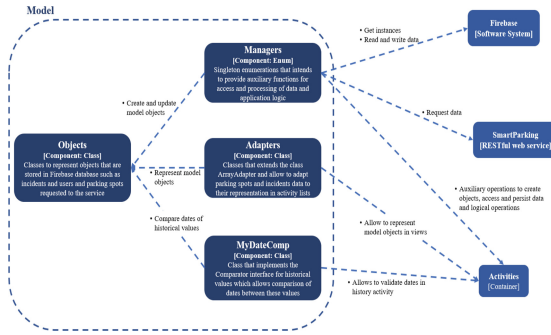 Model
Managers
[Component: Enum]
Singleton enumerations that intends
to provide auxiliary functions for
access and processing of data and
application logic
• Get instances
• Read and write data
Firebase
[Software System]
• Create and update
model objects
• Request data
SmartParking
[RESTful web service]
Objects
[Component: Class]
Classes to represent objects that are
stored in Firebase database such as
incidents and users and parking spots
requested to the service
• Represent model
objects
Adapters
[Component: Class]
Classes that extends the class
ArrayAdapter and allow to adapt
parking spots and incidents data to
their representation in activity lists
• Auxiliary operations to create
objects, access and persist data
and logical operations
• Compare dates of
historical values
• Allow to represent
model objects in views
MyDateComp
[Component: Class]
Class that implements the
Comparator interface for historical
values which allows comparison of
dates between these values
• Allows to validate dates in
history activity
Activities
[Container]